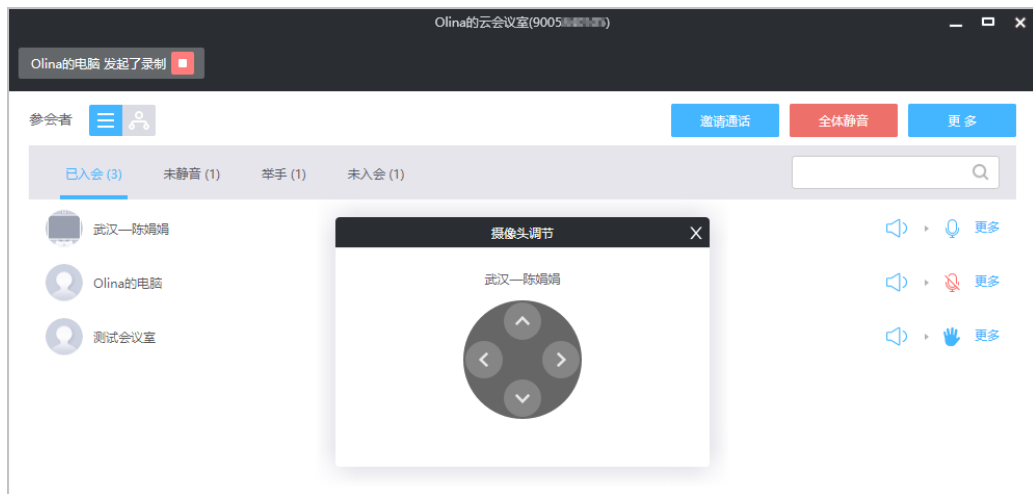 Olina的云会议室(9005
Olina的电脑 发起了录制
参会者
邀请通话 全体静音 更多
已入会 (3) 未静音 (1) 举手 (1) 未入会 (1)
武汉—陈娟娟 更多
摄像头调节 X
武汉—陈娟娟
Olina的电脑 更多
测试会议室 更多